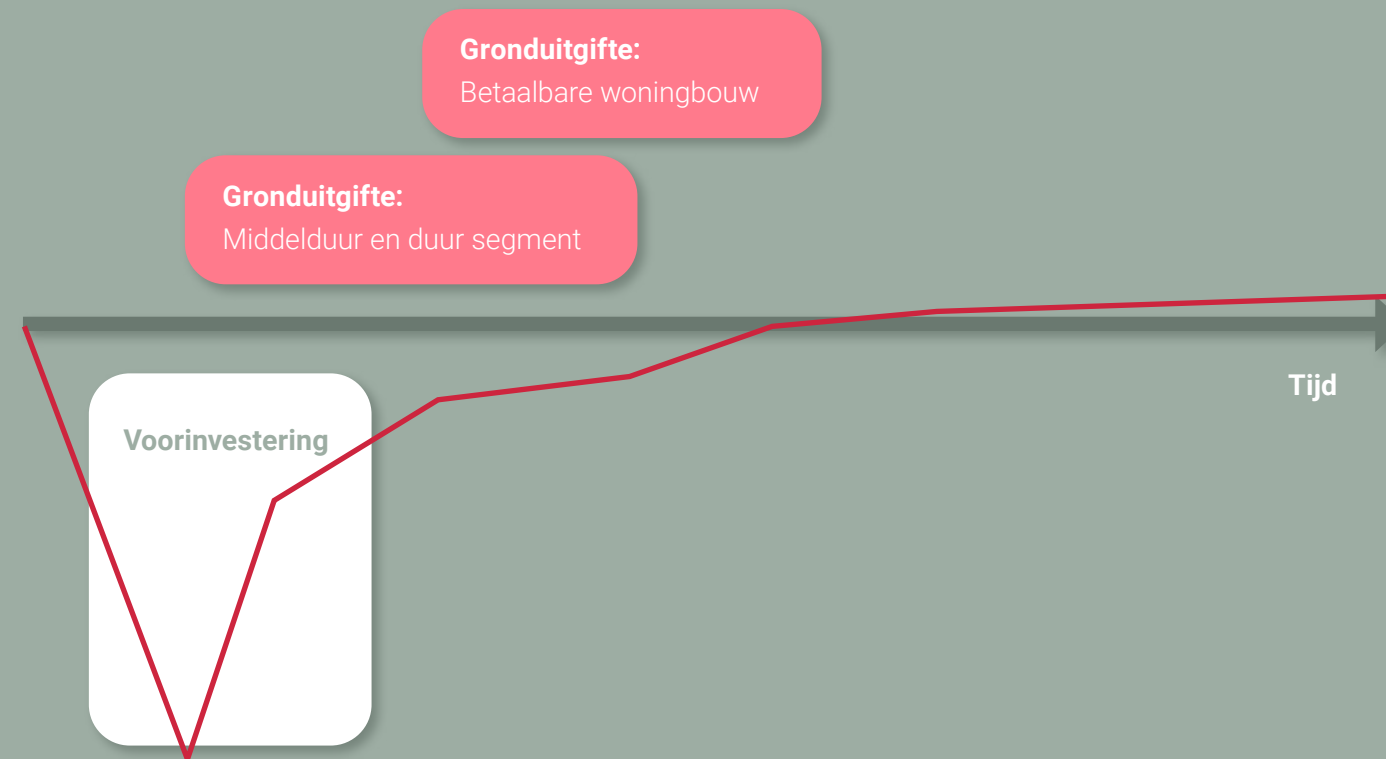 Gronduitgifte:
Betaalbare woningbouw
Gronduitgifte:
Middelduur en duur segment
Tijd
Voorinvestering